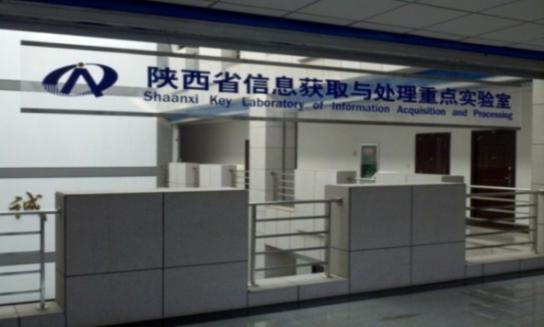 陕西省信息获取与处理重点实验室
Shaanxi Key Laboratory of Information Acquisition and Processing
诚